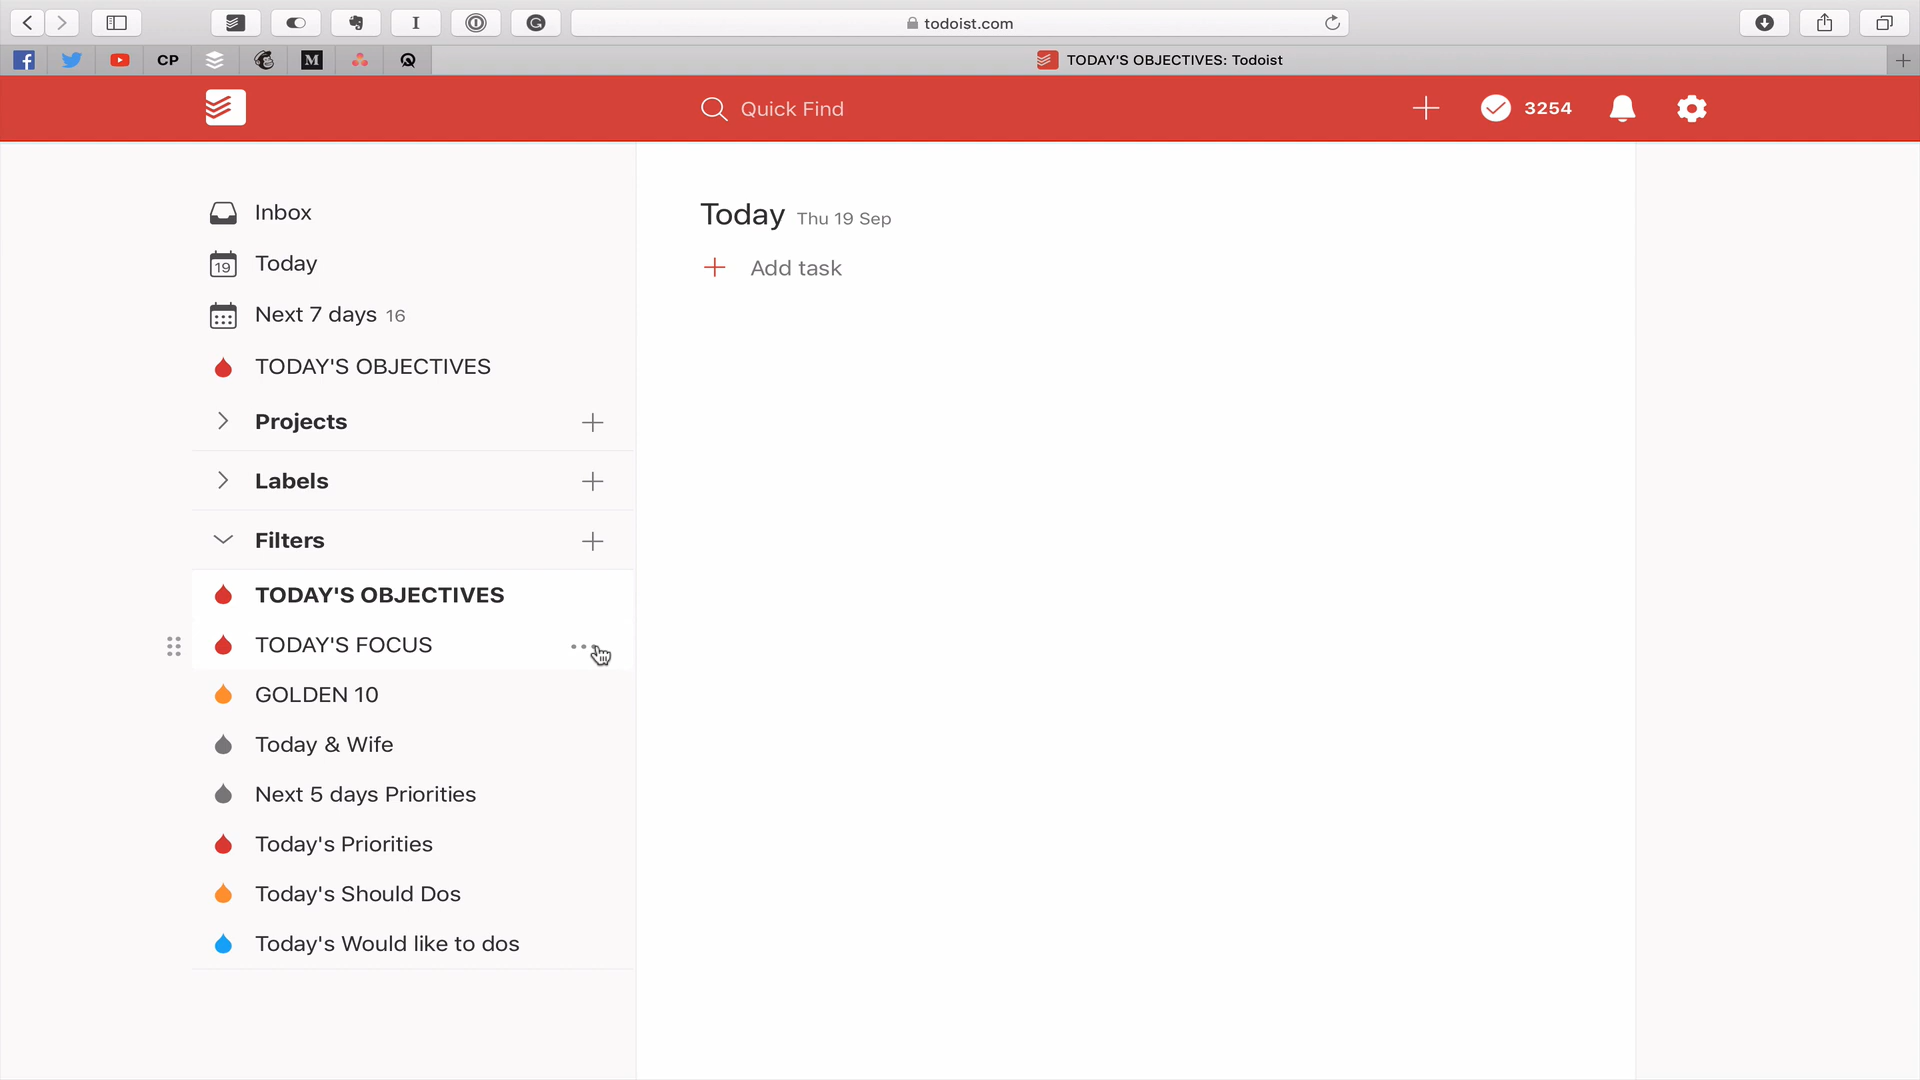 todoist.com
CP
M
TODAY'S OBJECTIVES: Todoist
Quick Find
3254
Inbox
19
Today
Next 7 days 16
TODAY'S OBJECTIVES
Projects
Labels
Filters
TODAY'S OBJECTIVES
TODAY'S FOCUS
GOLDEN 10
Today & Wife
Next 5 days Priorities
Today's Priorities
Today's Should Dos
Today's Would like to dos
Today Thu 19 Sep
Add task